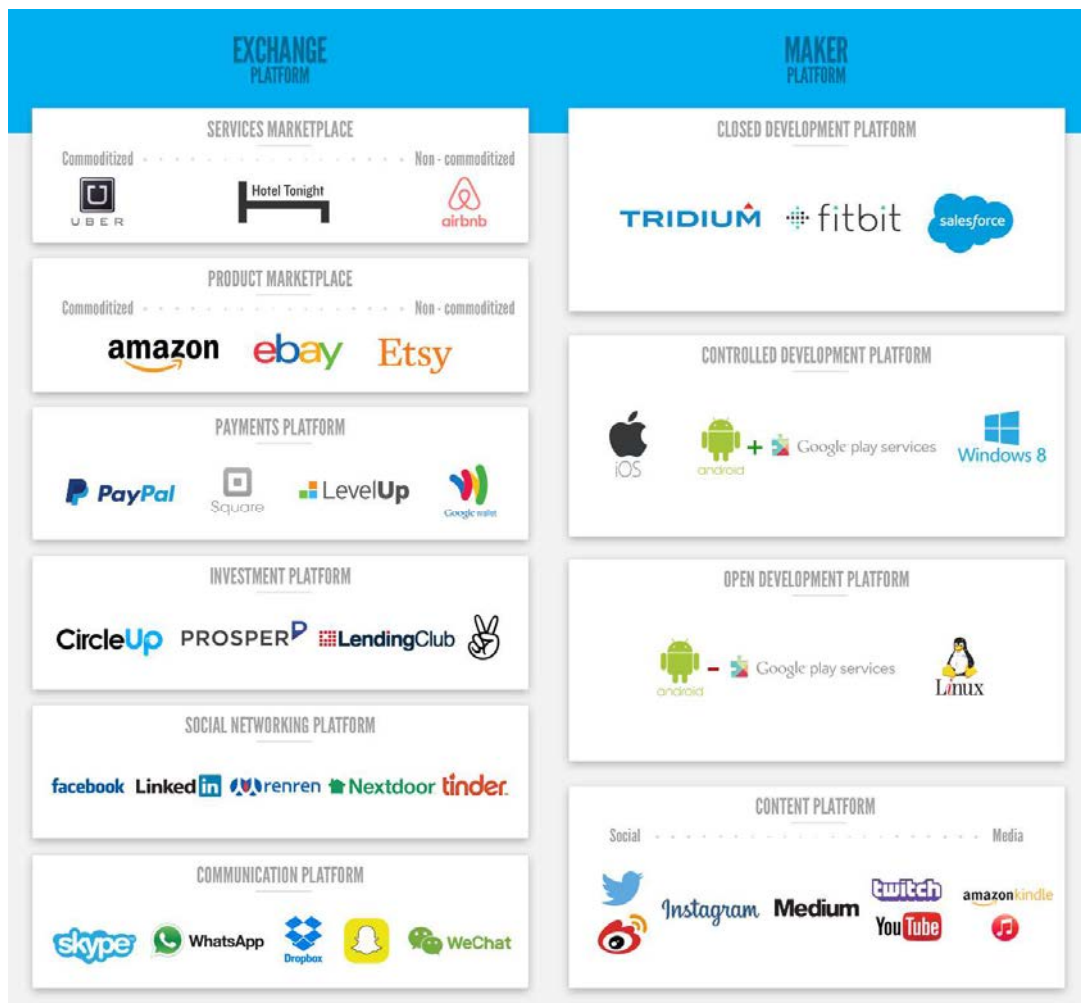 EXCHANGE
PLATFORM
SERVICES MARKETPLACE
Commoditized Non - commoditized
UBER
Hotel Tonight
airbnb
PRODUCT MARKETPLACE
Commoditized Non - commoditized
amazon ebay Etsy
PAYMENTS PLATFORM
PayPal Square LevelUp Google wallet
INVESTMENT PLATFORM
CircleUp PROSPER LendingClub
SOCIAL NETWORKING PLATFORM
facebook Linked in renren Nextdoor tinder
COMMUNICATION PLATFORM
skype WhatsApp Dropbox WeChat
MAKER
PLATFORM
CLOSED DEVELOPMENT PLATFORM
TRIDIUM fitbit salesforce
CONTROLLED DEVELOPMENT PLATFORM
iOS android + Google play services Windows 8
OPEN DEVELOPMENT PLATFORM
android - Google play services Linux
CONTENT PLATFORM
Social Media
Instagram Medium twitch YouTube amazonkindle